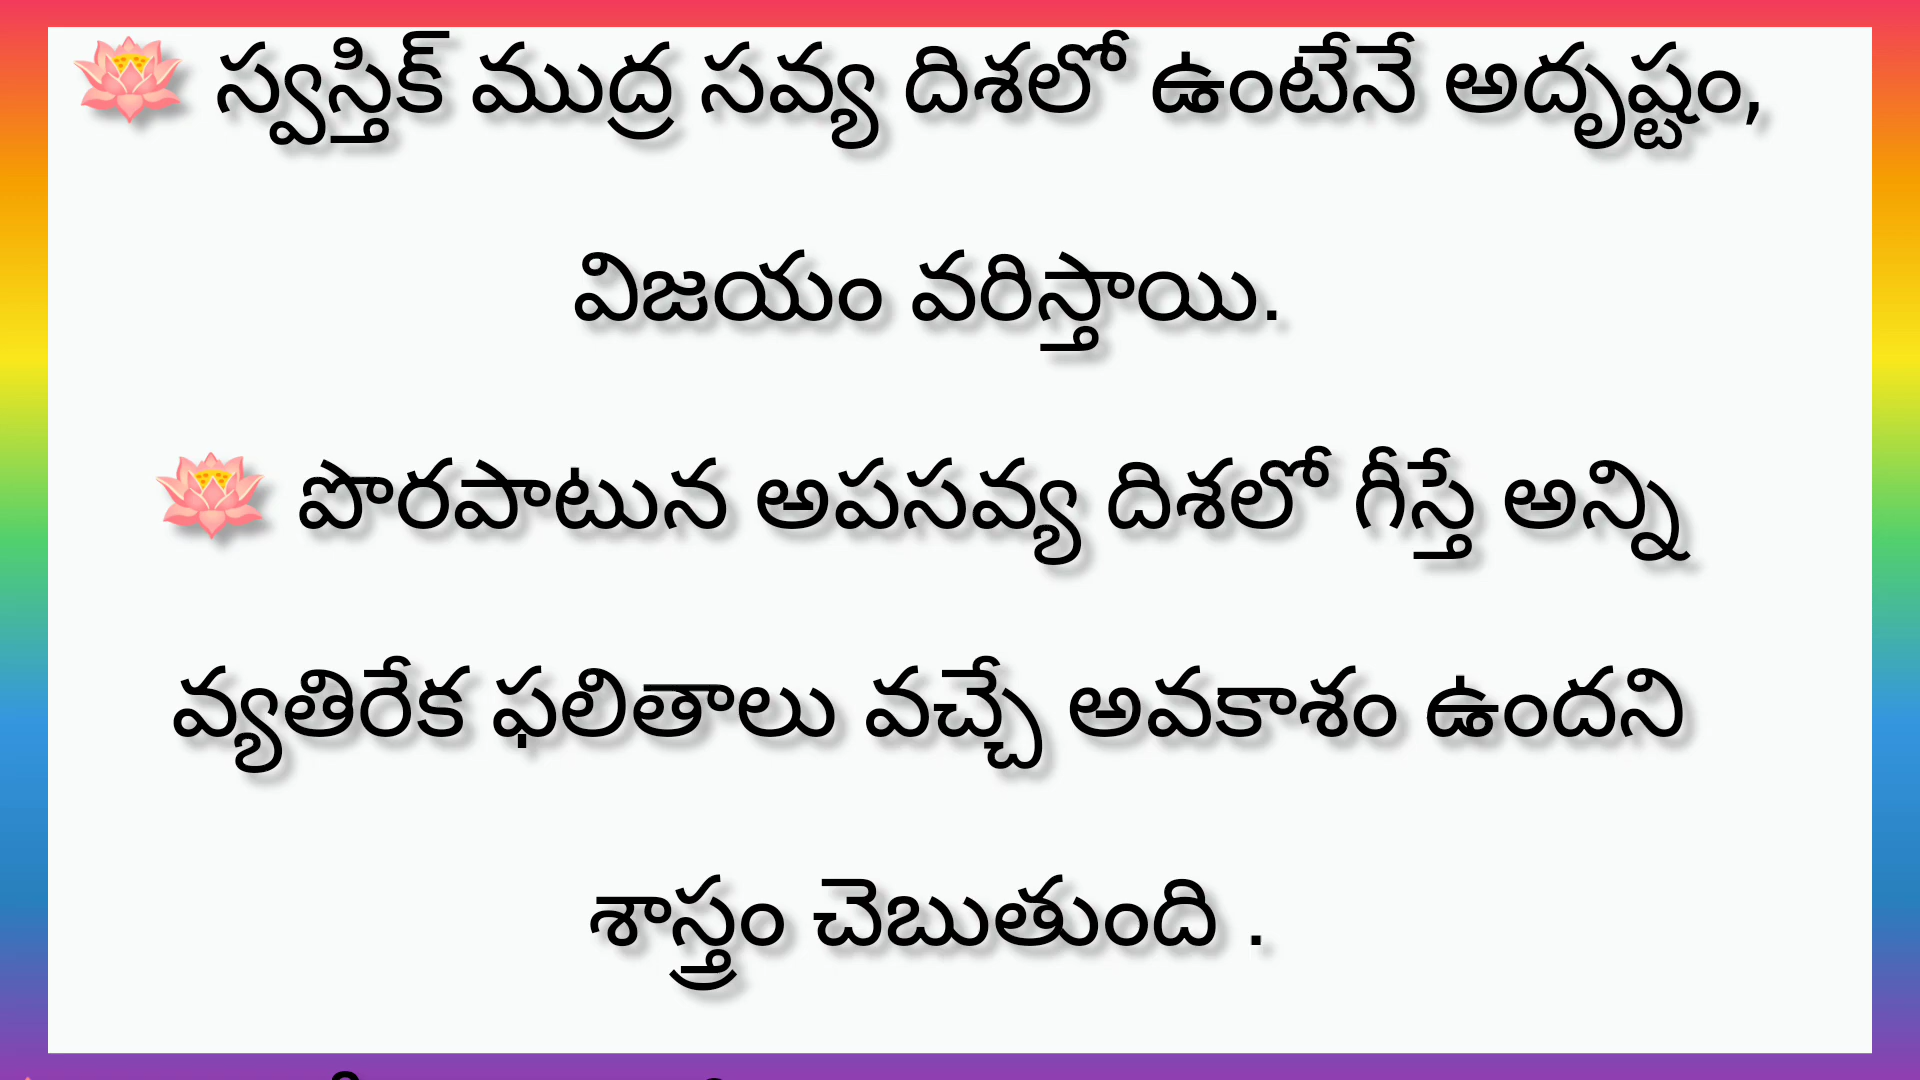 🪷 స్వస్తిక్ ముద్ర సవ్య దిశలో ఉంటేనే అదృష్టం,
విజయం వరిస్తాయి.
🪷 పొరపాటున అపసవ్య దిశలో గీస్తే అన్ని
వ్యతిరేక ఫలితాలు వచ్చే అవకాశం ఉందని
శాస్త్రం చెబుతుంది .